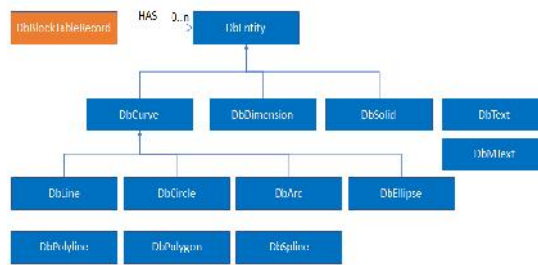 DbBlockTableRecord HAS 0..n DbEntity
DbCurve DbDimension DbSolid DbText
DbMText
DbLine DbCircle DbArc DbEllipse
DbPolyline DbPolygon DbSpline